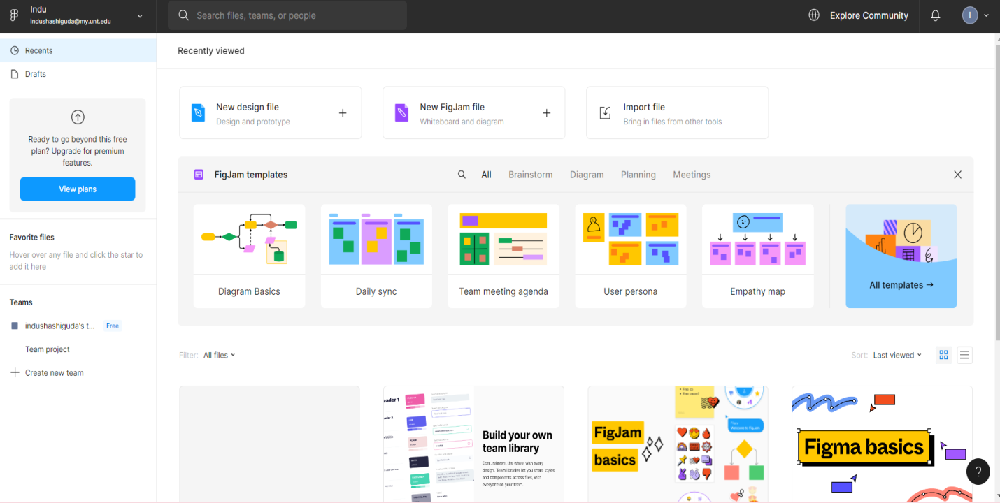 Indu
indushashiguda@my.unt.edu
Search files, teams, or people
Explore Community
I
Recents
Drafts
Ready to go beyond this free
plan? Upgrade for premium
features.
View plans
Favorite files
Hover over any file and click the star to
add it here
Teams
indushashiguda's t...
Free
Team project
Create new team
Recently viewed
New design file
Design and prototype
New FigJam file
Whiteboard and diagram
Import file
Bring in files from other tools
FigJam templates
All
Brainstorm
Diagram
Planning
Meetings
Diagram Basics
Daily sync
Team meeting agenda
User persona
Empathy map
All templates →
Filter:
All files
Sort:
Last viewed
eader 1
Build your own
team library
Don't reinvent the wheel with every
design. Team libraries let you share styles
and components across files, with
everyone on your team.
FigJam
basics
Welcome to FigJam
Figma basics
?